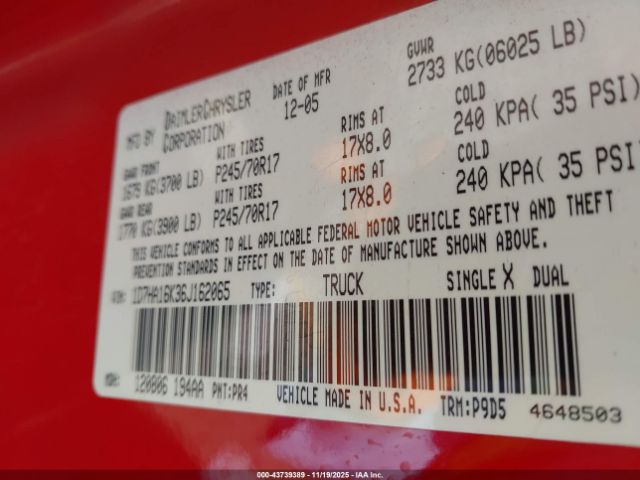 MFD BY DAIMLERCHRYSLER CORPORATION
DATE OF MFR 12-05
GVWR 2733 KG(06025 LB)
GAWR FRONT 1679 KG(3700 LB)
WITH TIRES P245/70R17
RIMS AT 17X8.0
COLD 240 KPA( 35 PSI)
GAWR REAR 1770 KG(3900 LB)
WITH TIRES P245/70R17
RIMS AT 17X8.0
COLD 240 KPA( 35 PSI
THIS VEHICLE CONFORMS TO ALL APPLICABLE FEDERAL MOTOR VEHICLE SAFETY AND THEFT
PREVENTION STANDARDS IN EFFECT ON THE DATE OF MANUFACTURE SHOWN ABOVE.
VIN: 1D7HA16K36J162065 TYPE: TRUCK SINGLE X DUAL
MDH: 120806 194AA PNT:PR4 VEHICLE MADE IN U.S.A. TRM:P9D5 4648503
000-43739389 - 11/19/2025 - IAA Inc.